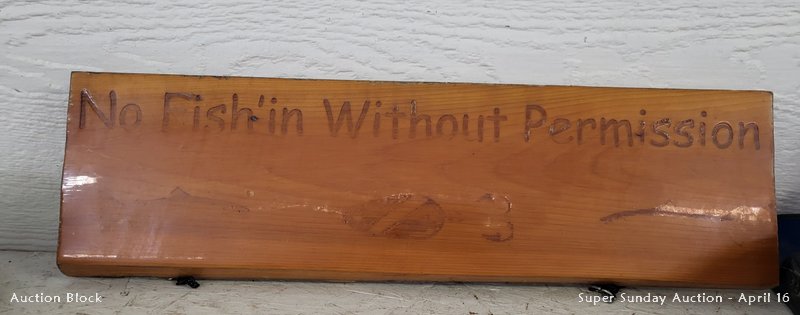 No Fish'in Without Permission
Auction Block
Super Sunday Auction - April 16